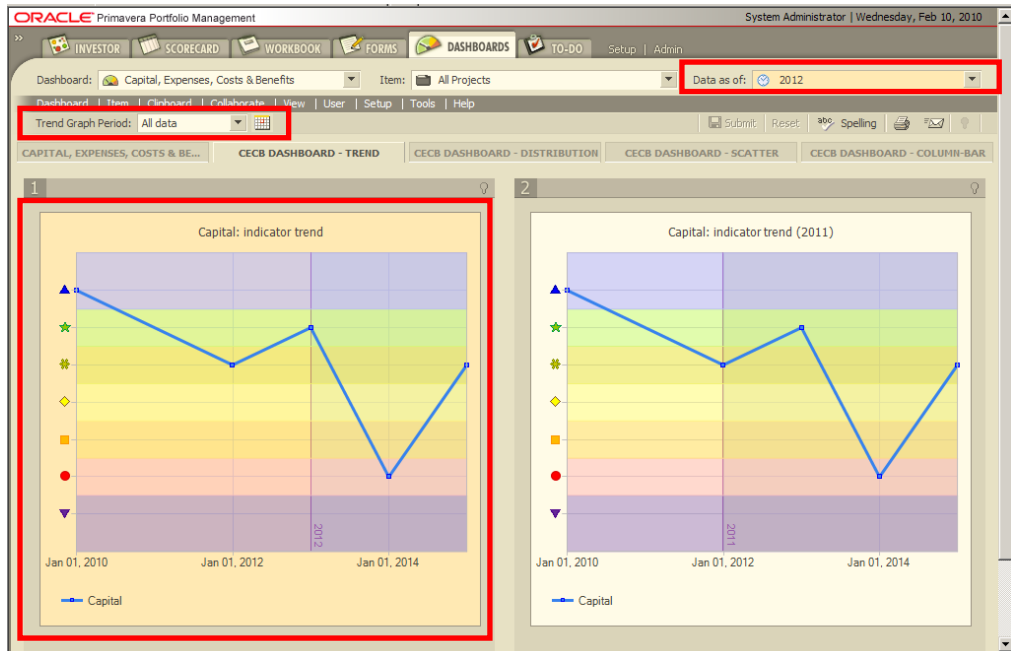 ORACLE Primavera Portfolio Management System Administrator | Wednesday, Feb 10, 2010
» INVESTOR SCORECARD WORKBOOK FORMS DASHBOARDS TO-DO Setup | Admin
Dashboard: Capital, Expenses, Costs & Benefits Item: All Projects Data as of: 2012
Dashboard | Item | Clipboard | Collaborate | View | User | Setup | Tools | Help
Trend Graph Period: All data Submit Reset abc Spelling
CAPITAL, EXPENSES, COSTS & BE... CECB DASHBOARD - TREND CECB DASHBOARD - DISTRIBUTION CECB DASHBOARD - SCATTER CECB DASHBOARD - COLUMN-BAR
1
Capital: indicator trend
2012
Jan 01, 2010 Jan 01, 2012 Jan 01, 2014
Capital
2
Capital: indicator trend (2011)
2011
Jan 01, 2010 Jan 01, 2012 Jan 01, 2014
Capital